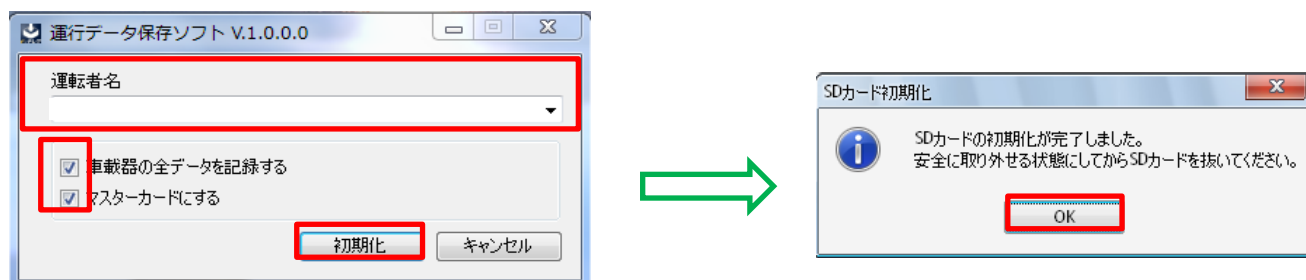 運行データ保存ソフト V.1.0.0.0
運転者名
車載器の全データを記録する
マスターカードにする
初期化
キャンセル
SDカード初期化
SDカードの初期化が完了しました。
安全に取り外せる状態にしてからSDカードを抜いてください。
OK